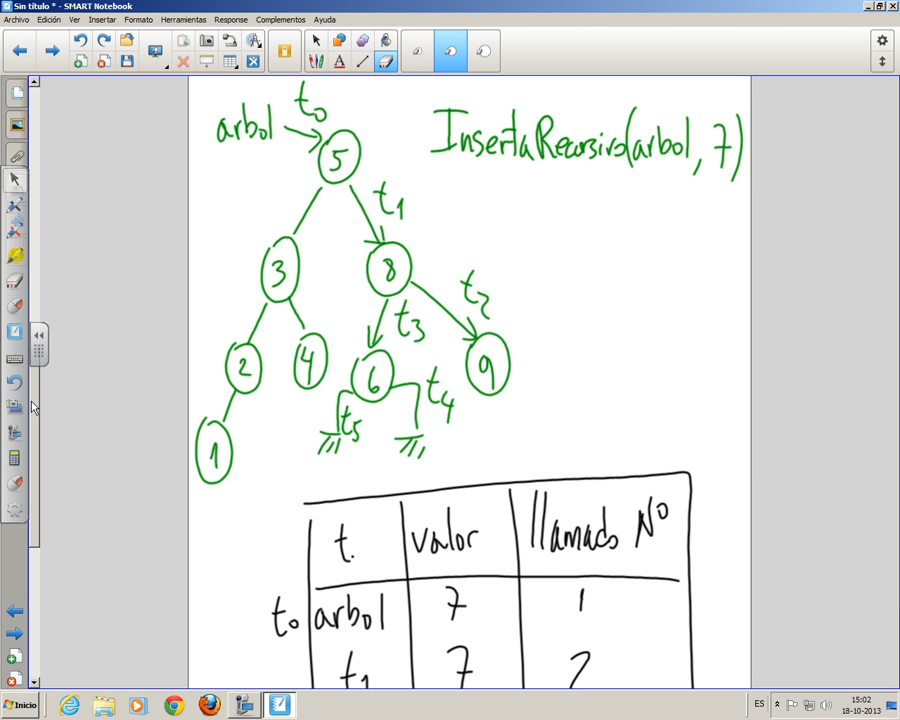 Sin título * - SMART Notebook
Archivo Edición Ver Insertar Formato Herramientas Response Complementos Ayuda
arbol t0
InsertaRecursivo(arbol, 7)
5
t1
3 8
t2
t3
2 4 6 9
t4
t5
1
t. valor llamado Nº
t0 arbol 7 1
t1 7 2
Inicio
ES
15:02
18-10-2013